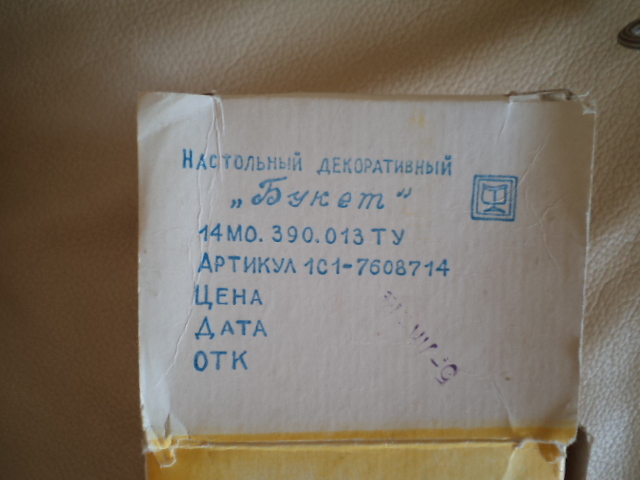 НАСТОЛЬНЫЙ ДЕКОРАТИВНЫЙ
„Букет“
14МО. 390.013 ТУ
АРТИКУЛ 1С1-7608714
ЦЕНА
ДАТА
ОТК